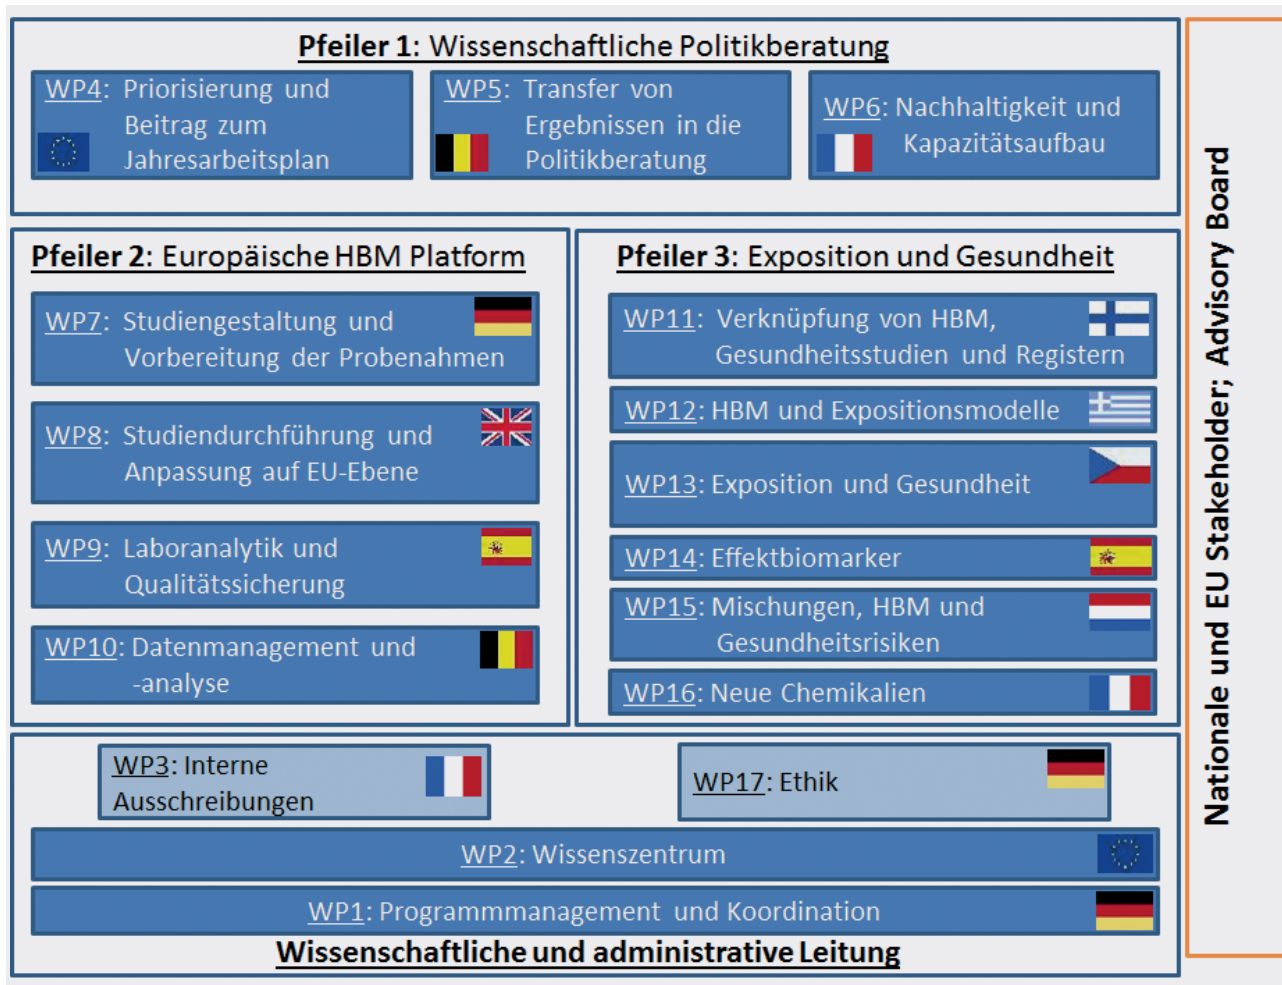 Pfeiler 1: Wissenschaftliche Politikberatung
WP4: Priorisierung und
Beitrag zum
Jahresarbeitsplan
WP5: Transfer von
Ergebnissen in die
Politikberatung
WP6: Nachhaltigkeit und
Kapazitätsaufbau
Pfeiler 2: Europäische HBM Platform
WP7: Studiengestaltung und
Vorbereitung der Probenahmen
WP8: Studiendurchführung und
Anpassung auf EU-Ebene
WP9: Laboranalytik und
Qualitätssicherung
WP10: Datenmanagement und
-analyse
Pfeiler 3: Exposition und Gesundheit
WP11: Verknüpfung von HBM,
Gesundheitsstudien und Registern
WP12: HBM und Expositionsmodelle
WP13: Exposition und Gesundheit
WP14: Effektbiomarker
WP15: Mischungen, HBM und
Gesundheitsrisiken
WP16: Neue Chemikalien
WP3: Interne
Ausschreibungen
WP17: Ethik
WP2: Wissenszentrum
WP1: Programmmanagement und Koordination
Wissenschaftliche und administrative Leitung
Nationale und EU Stakeholder; Advisory Board